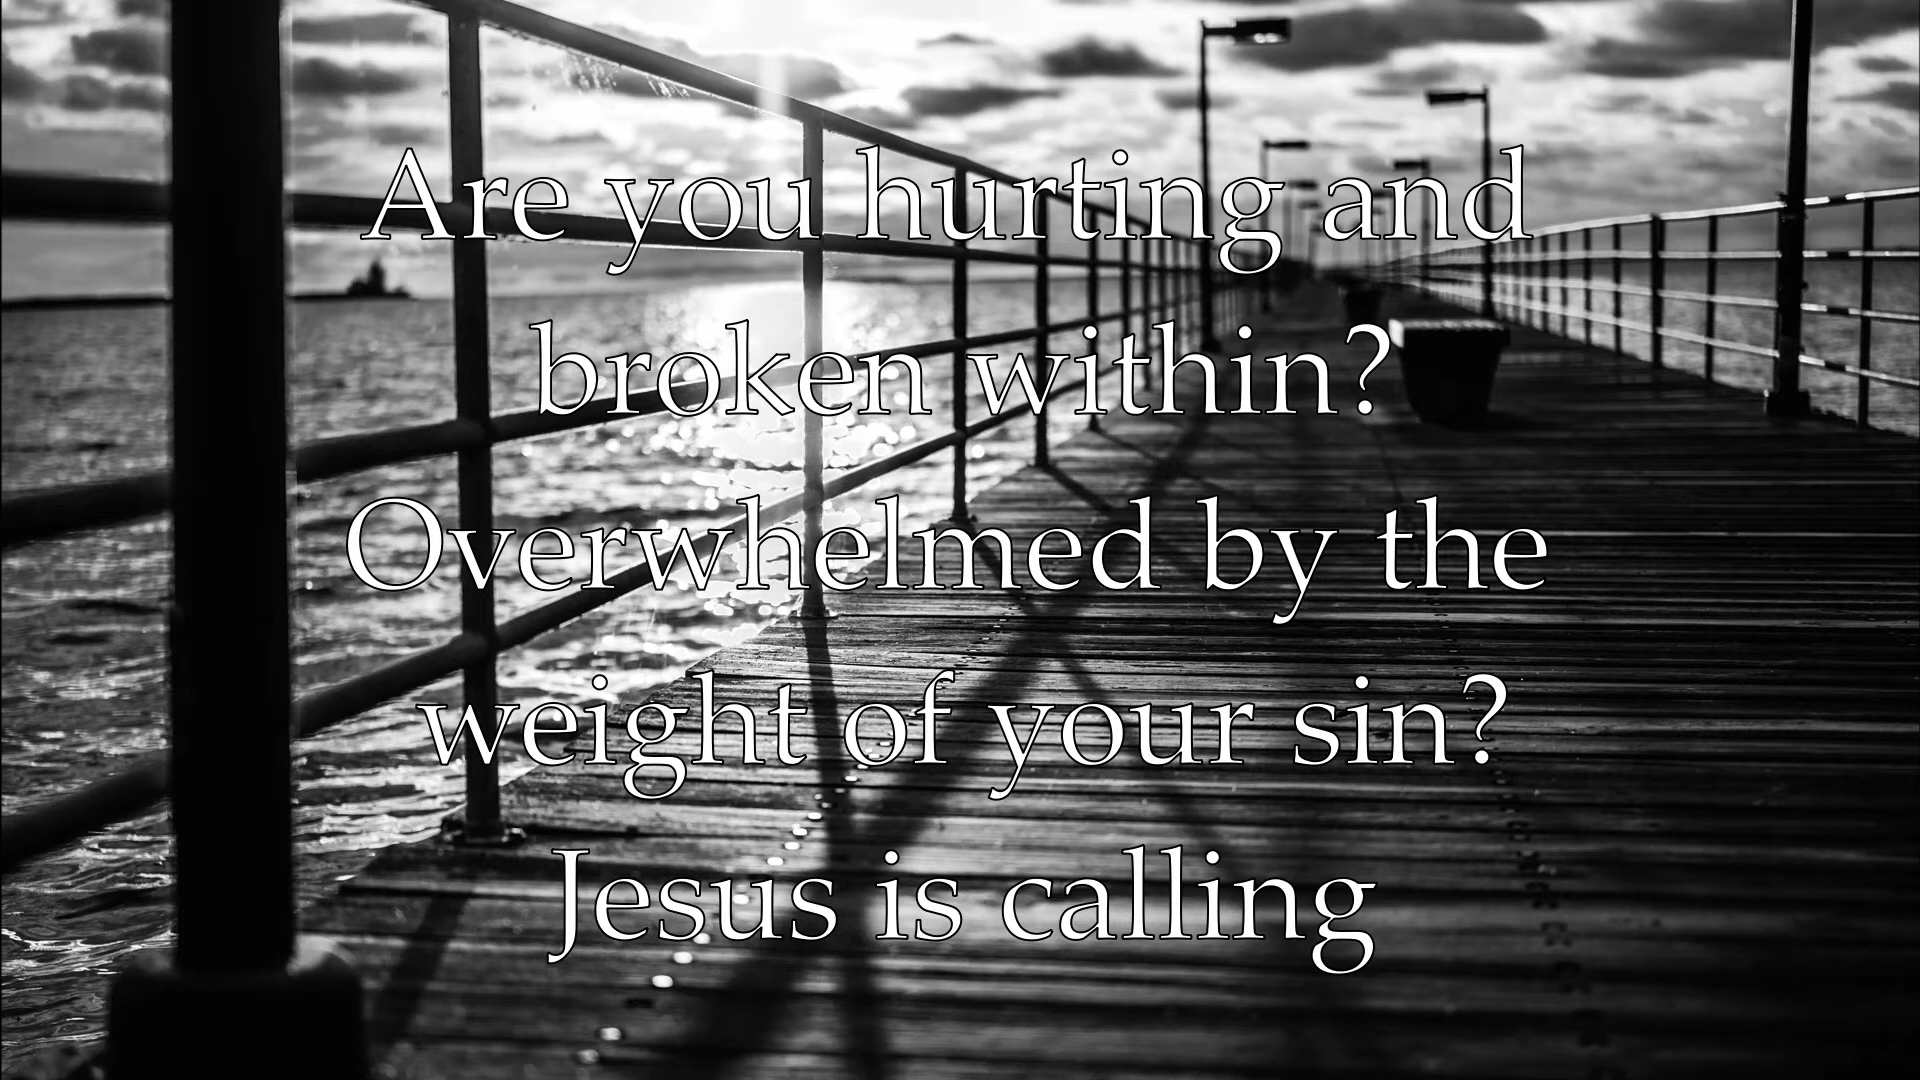 Are you hurting and
broken within?
Overwhelmed by the
weight of your sin?
Jesus is calling